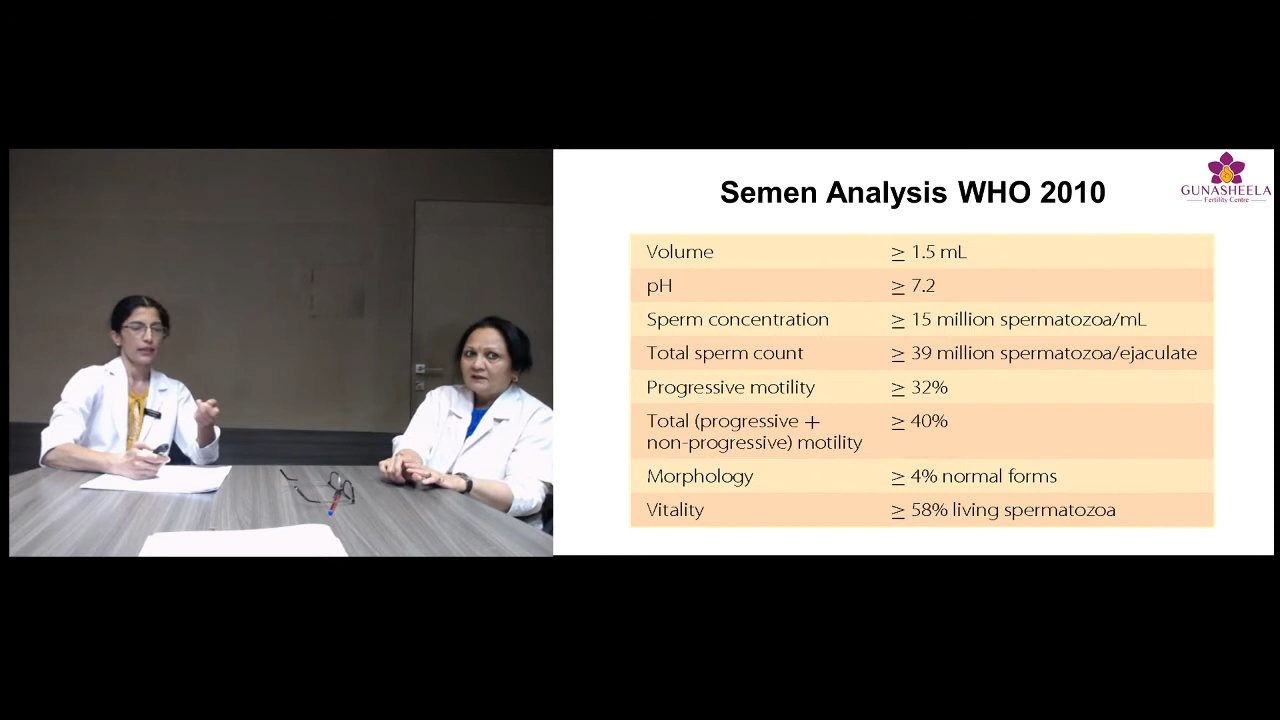 Semen Analysis WHO 2010
GUNASHEELA
Fertility Centre
Volume ≥ 1.5 mL
pH ≥ 7.2
Sperm concentration ≥ 15 million spermatozoa/mL
Total sperm count ≥ 39 million spermatozoa/ejaculate
Progressive motility ≥ 32%
Total (progressive + ≥ 40%
non-progressive) motility
Morphology ≥ 4% normal forms
Vitality ≥ 58% living spermatozoa